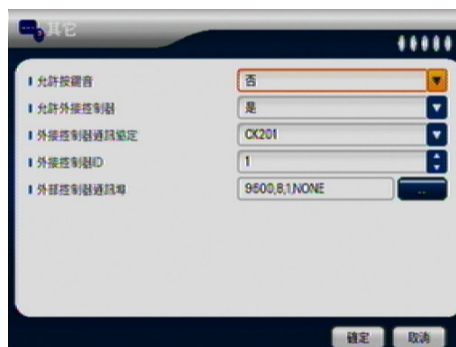 其它
允許按鍵音
否
允許外接控制器
是
外接控制器通訊協定
CK201
外接控制器ID
1
外部控制器通訊埠
9600,8,1,NONE
..
確定
取消